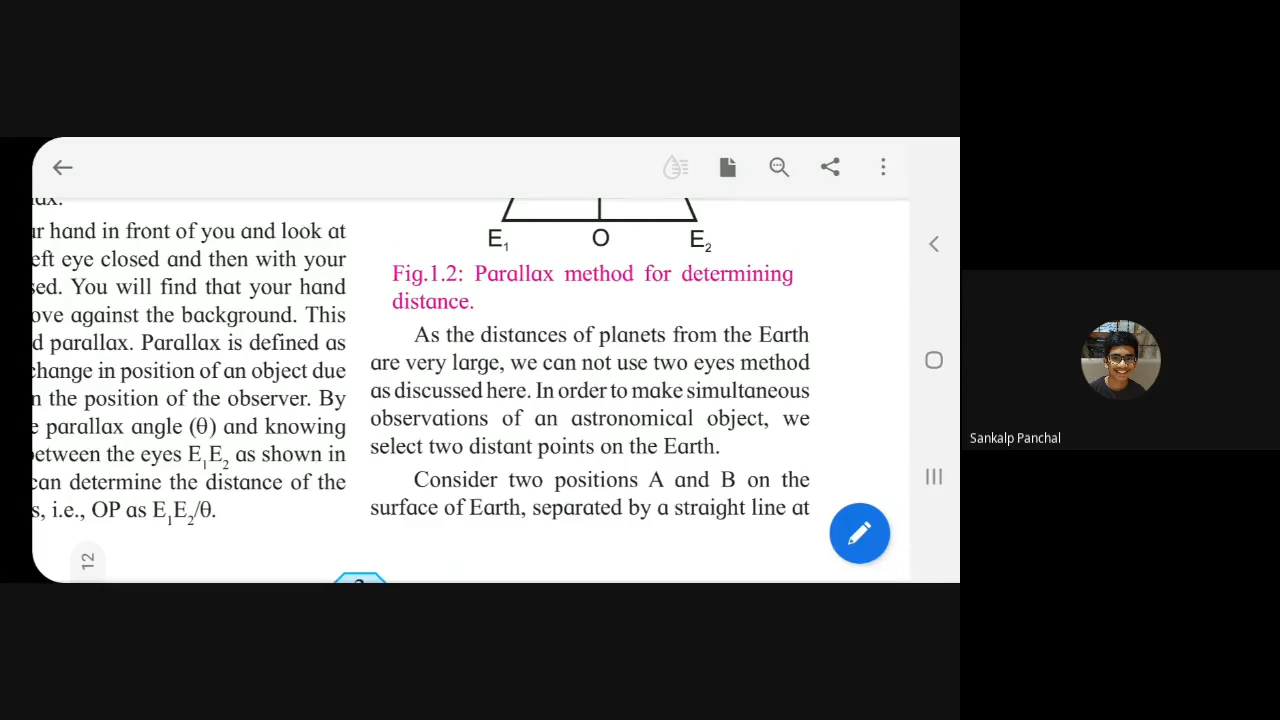 ur hand in front of you and look at
eft eye closed and then with your
sed. You will find that your hand
ove against the background. This
d parallax. Parallax is defined as
change in position of an object due
n the position of the observer. By
e parallax angle (θ) and knowing
between the eyes E₁E₂ as shown in
can determine the distance of the
s, i.e., OP as E₁E₂/θ.
12
E₁ O E₂
Fig.1.2: Parallax method for determining
distance.
As the distances of planets from the Earth
are very large, we can not use two eyes method
as discussed here. In order to make simultaneous
observations of an astronomical object, we
select two distant points on the Earth.
Consider two positions A and B on the
surface of Earth, separated by a straight line at
Sankalp Panchal